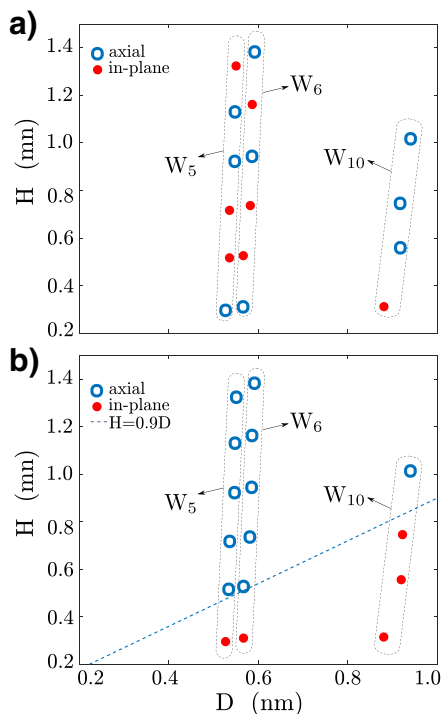 a)
1.4
1.2
1.0
0.8
0.6
0.4
0.2
H (mn)
axial
in-plane
W5
W6
W10
b)
1.4
1.2
1.0
0.8
0.6
0.4
0.2
H (mn)
axial
in-plane
H=0.9D
W5
W6
W10
0.2 0.4 0.6 0.8 1.0
D (nm)